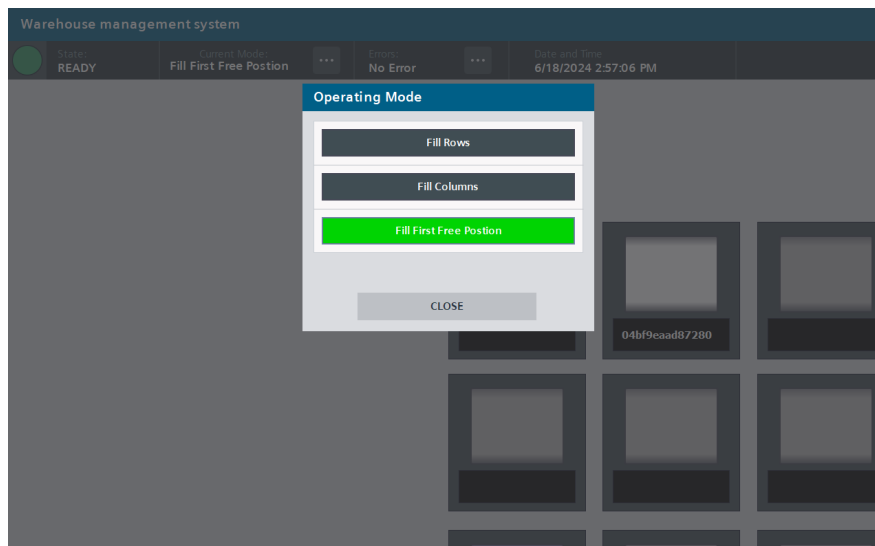 Warehouse management system
State:
READY
Current Mode:
Fill First Free Postion
...
Errors:
No Error
...
Date and Time
6/18/2024 2:57:06 PM
Operating Mode
Fill Rows
Fill Columns
Fill First Free Postion
CLOSE
04bf9eaad87280